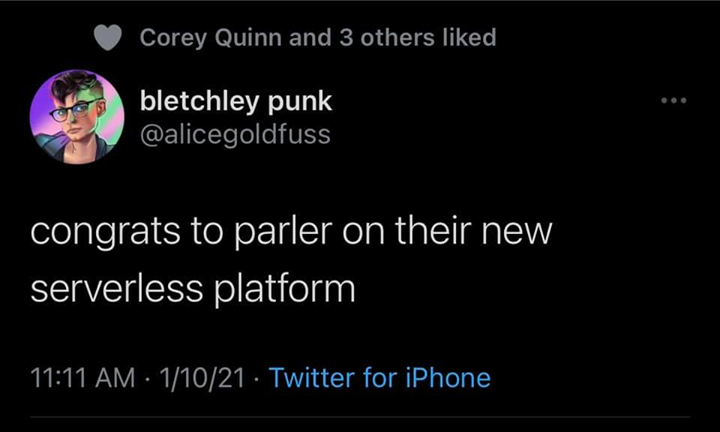 Corey Quinn and 3 others liked
bletchley punk
@alicegoldfuss
congrats to parler on their new
serverless platform
11:11 AM · 1/10/21 · Twitter for iPhone